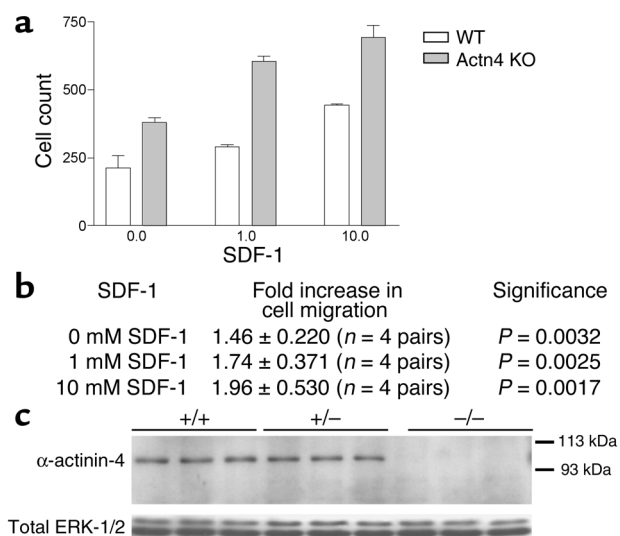 a
750
500
250
0
Cell count
0.0 1.0 10.0
SDF-1
WT
Actn4 KO
b
SDF-1 Fold increase in cell migration Significance
0 mM SDF-1 1.46 ± 0.220 (n = 4 pairs) P = 0.0032
1 mM SDF-1 1.74 ± 0.371 (n = 4 pairs) P = 0.0025
10 mM SDF-1 1.96 ± 0.530 (n = 4 pairs) P = 0.0017
c
+/+ +/− −/−
α-actinin-4
113 kDa
93 kDa
Total ERK-1/2